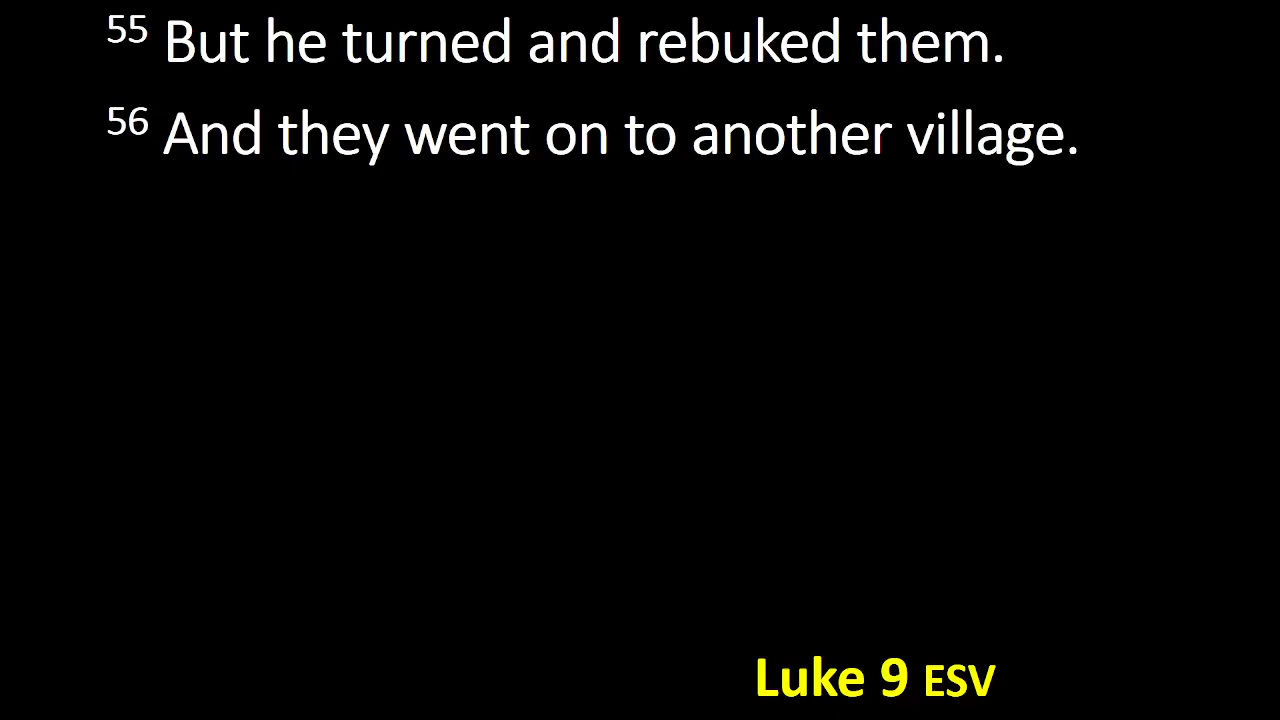 55 But he turned and rebuked them.
56 And they went on to another village.
Luke 9 ESV